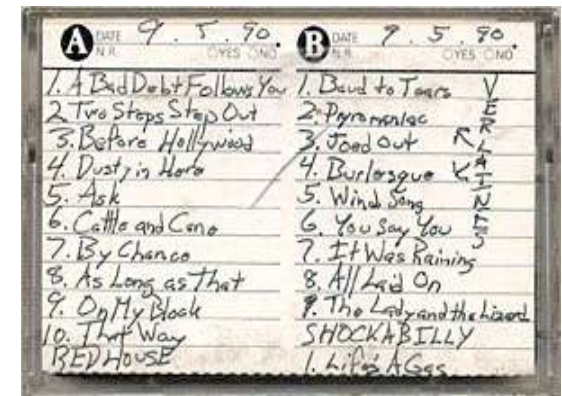 A DATE 9 . 5 . 90.
N.R. YES NO
1. A Bad Debt Follows You
2 Two Steps Step Out
3. Before Hollywood
4. Dusty in Here
5. Ask
6. Cattle and Cane
7. By Chance
8. As Long as That
9. On My Block
10. That Way
RED HOUSE
B DATE 9 . 5 . 90.
N.R. YES NO
1. Baud to Tears
2. Pyromaniac
3. Joed Out
4. Burlesque
5. Wind Song
6. You Say You
7. It Was Raining
8. All Laid On
9. The Lady and the Lizard
SHOCKABILLY
1. Life's A Gas
VERLAINES